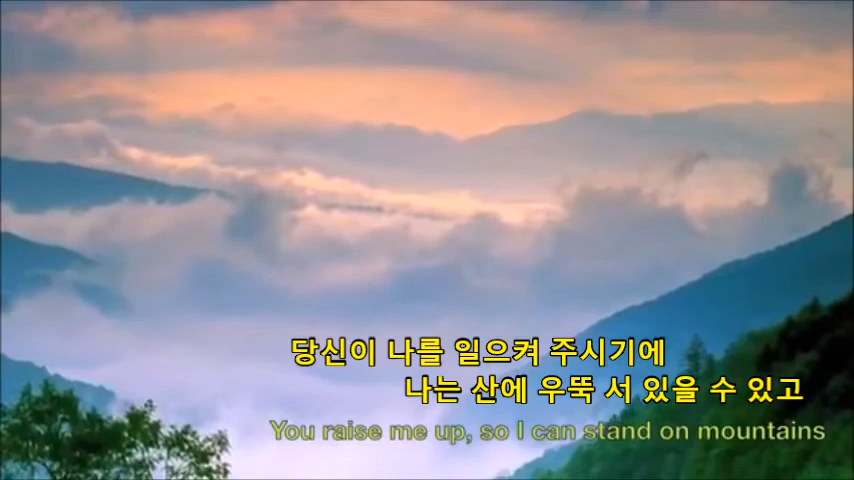 당신이 나를 일으켜 주시기에
나는 산에 우뚝 서 있을 수 있고
You raise me up, so I can stand on mountains